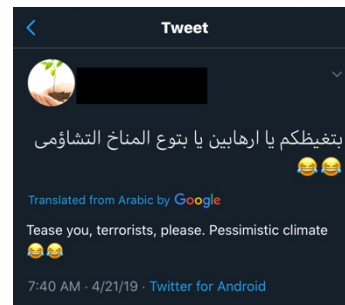 Tweet
بتغيظكم يا ارهابين يا بتوع المناخ التشاؤمى
😂😂
Translated from Arabic by Google
Tease you, terrorists, please. Pessimistic climate
😂😂
7:40 AM · 4/21/19 · Twitter for Android